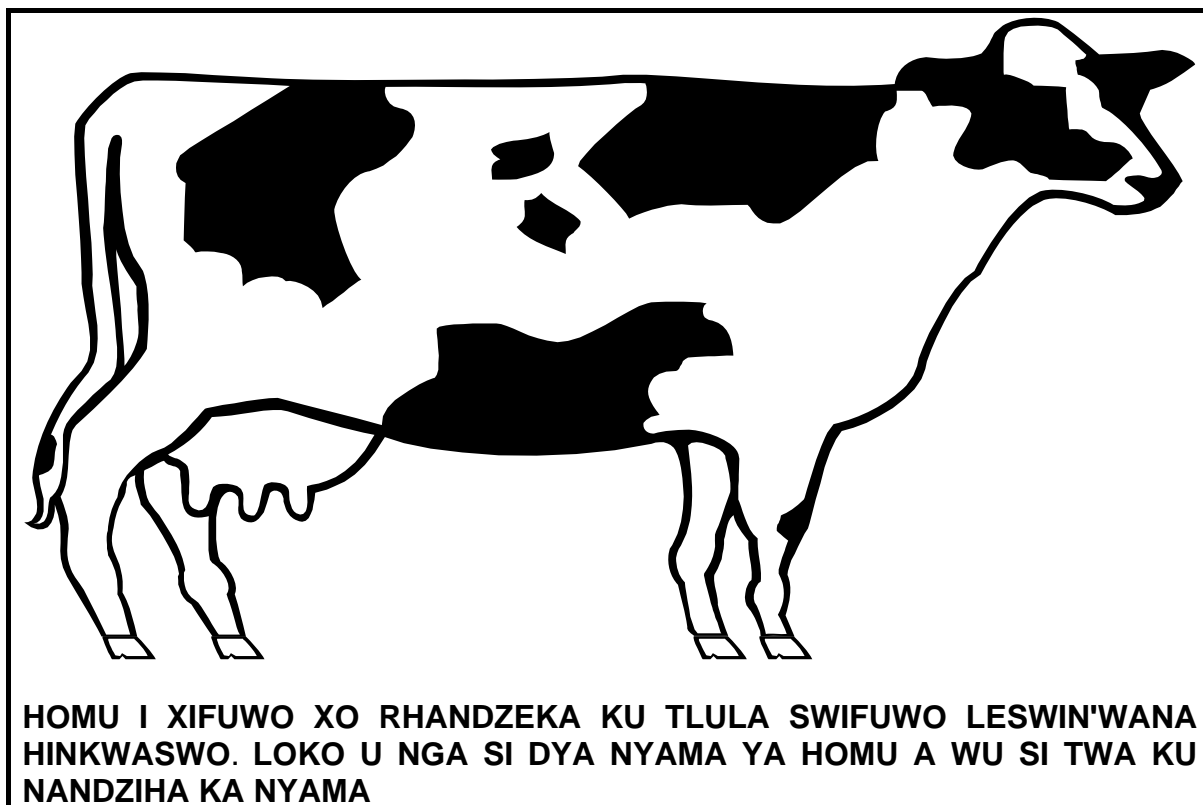 HOMU I XIFUWO XO RHANDZEKA KU TLULA SWIFUWO LESWIN'WANA
HINKWASWO. LOKO U NGA SI DYA NYAMA YA HOMU A WU SI TWA KU
NANDZIHA KA NYAMA